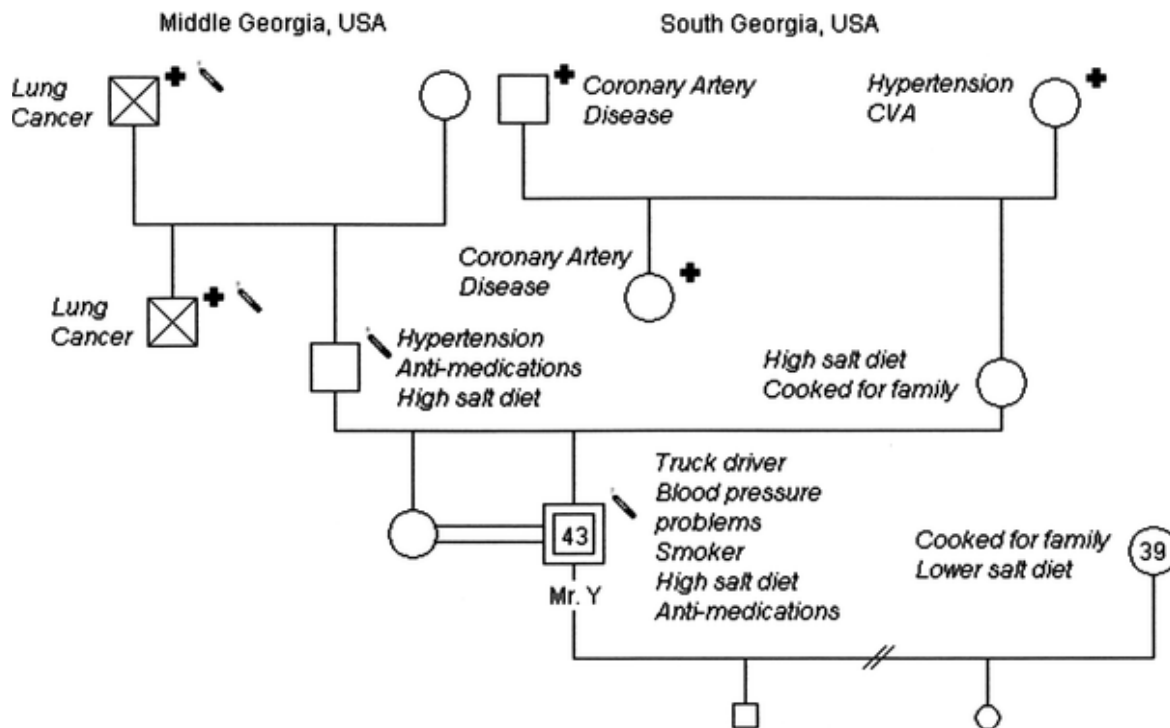 Middle Georgia, USA
South Georgia, USA
Lung
Cancer
Coronary Artery
Disease
Hypertension
CVA
Coronary Artery
Disease
Lung
Cancer
Hypertension
Anti-medications
High salt diet
High salt diet
Cooked for family
Truck driver
Blood pressure
problems
Smoker
High salt diet
Anti-medications
43
Mr. Y
Cooked for family
Lower salt diet
39